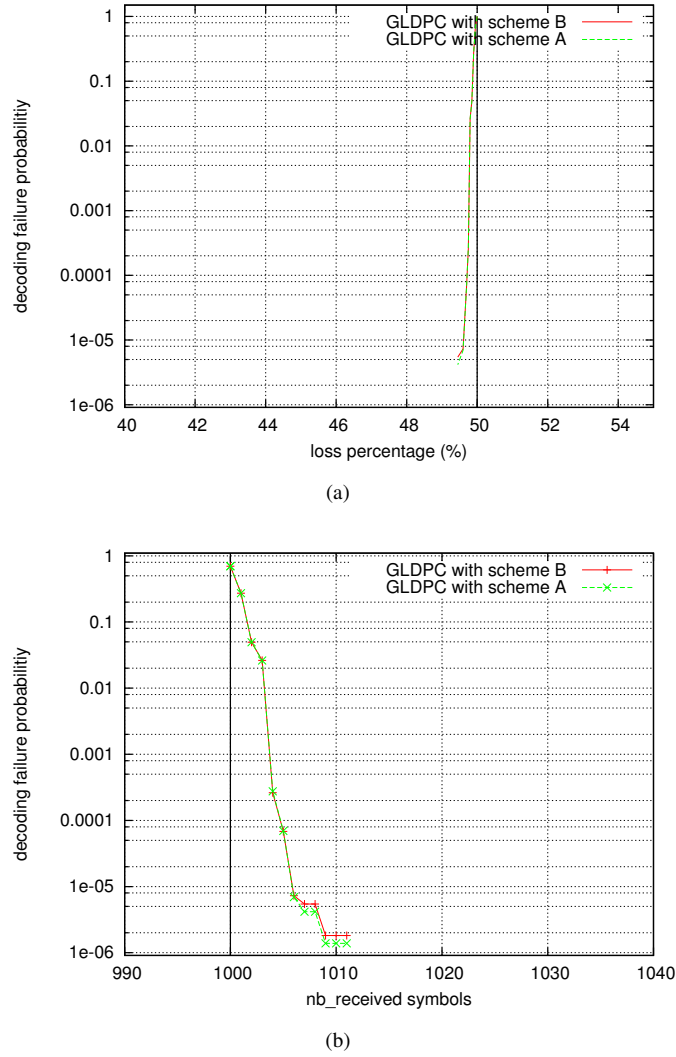 GLDPC with scheme B
GLDPC with scheme A
1
0.1
0.01
0.001
0.0001
1e-05
1e-06
decoding failure probabilitiy
40 42 44 46 48 50 52 54
loss percentage (%)
(a)
GLDPC with scheme B
GLDPC with scheme A
1
0.1
0.01
0.001
0.0001
1e-05
1e-06
decoding failure probabilitiy
990 1000 1010 1020 1030 1040
nb_received symbols
(b)